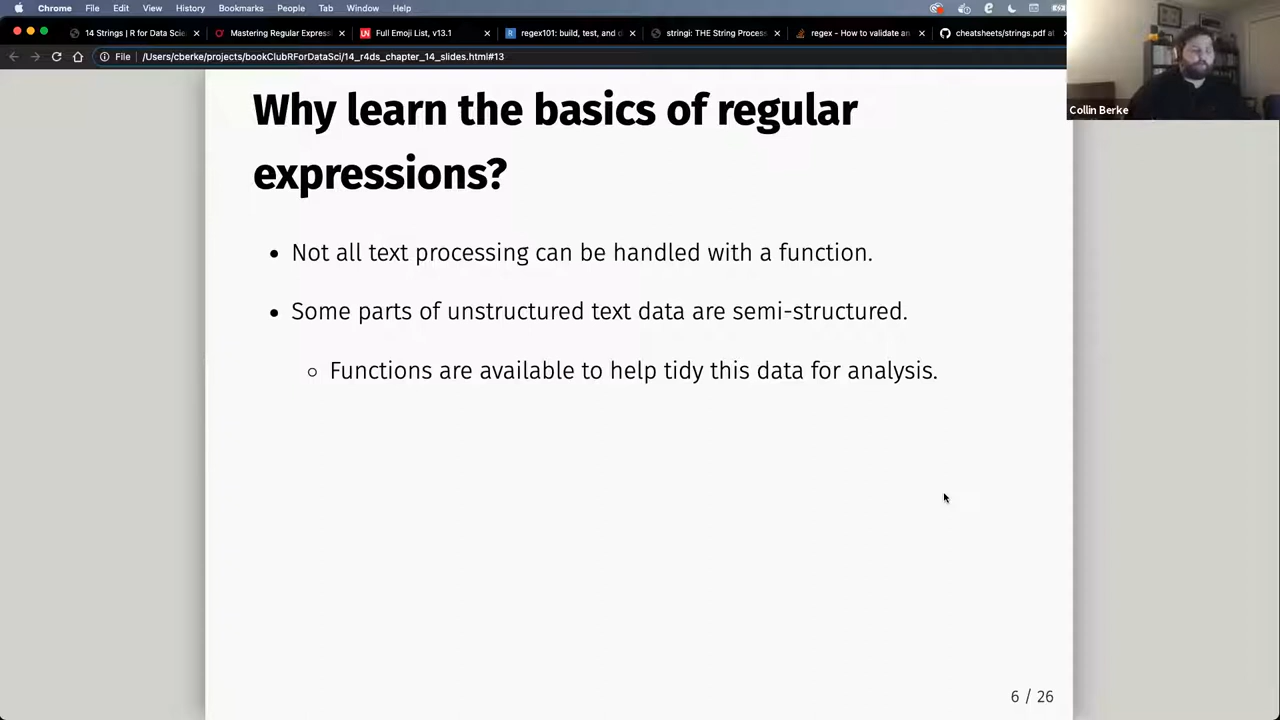 Chrome File Edit View History Bookmarks People Tab Window Help
14 Strings | R for Data Scie
Mastering Regular Expressi
Full Emoji List, v13.1
regex101: build, test, and d
stringi: THE String Process
regex - How to validate an
cheatsheets/strings.pdf at
File /Users/cberke/projects/bookClubRForDataSci/14_r4ds_chapter_14_slides.html#13
Collin Berke
Why learn the basics of regular
expressions?
Not all text processing can be handled with a function.
Some parts of unstructured text data are semi-structured.
Functions are available to help tidy this data for analysis.
6 / 26